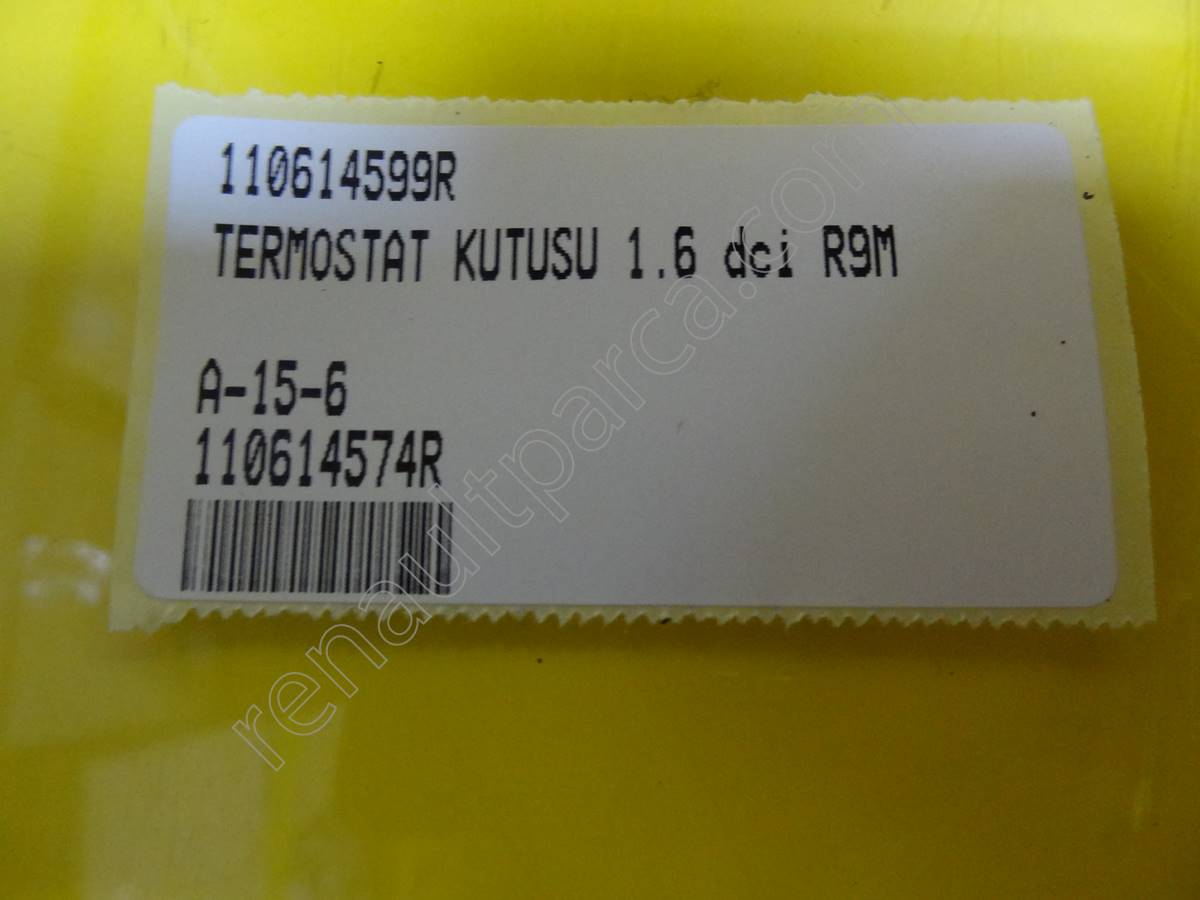 110614599R
TERMOSTAT KUTUSU 1.6 dci R9M
A-15-6
110614574R
renaultparca.com